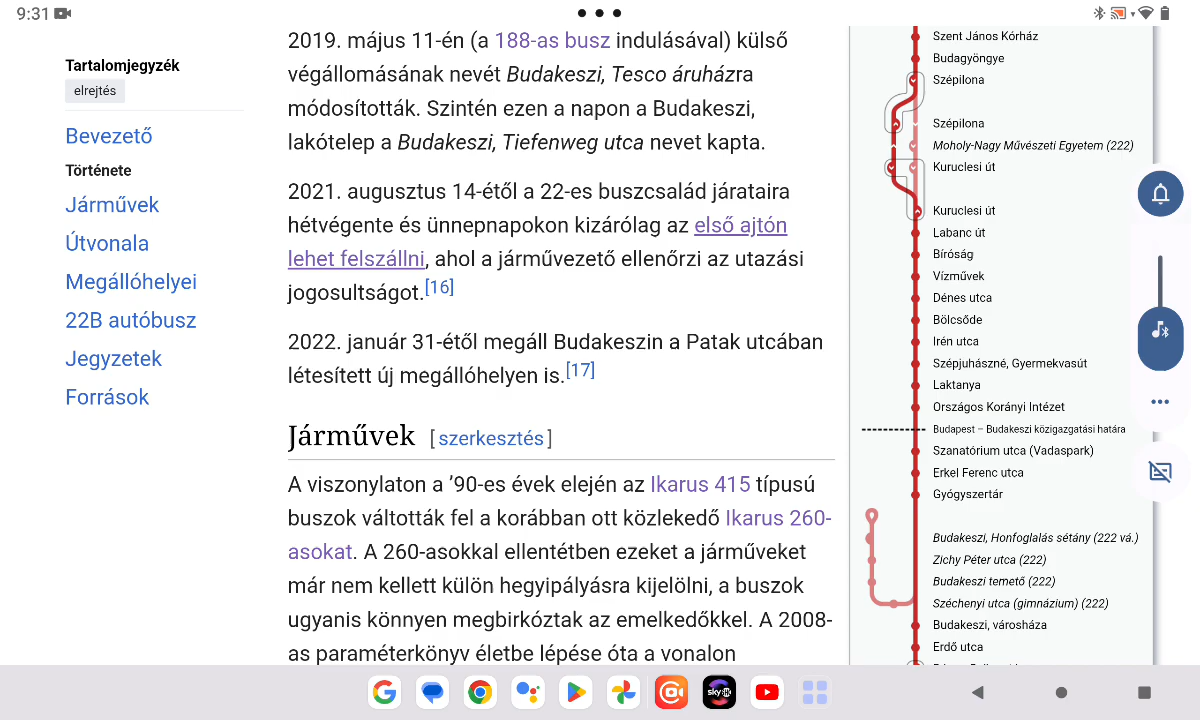 9:31
Tartalomjegyzék
elrejtés
Bevezető
Története
Járművek
Útvonala
Megállóhelyei
22B autóbusz
Jegyzetek
Források
2019. május 11-én (a 188-as busz indulásával) külső
végállomásának nevét Budakeszi, Tesco áruházra
módosították. Szintén ezen a napon a Budakeszi,
lakótelep a Budakeszi, Tiefenweg utca nevet kapta.
2021. augusztus 14-étől a 22-es buszcsalád járataira
hétvégente és ünnepnapokon kizárólag az első ajtón
lehet felszállni, ahol a járművezető ellenőrzi az utazási
jogosultságot.[16]
2022. január 31-étől megáll Budakeszin a Patak utcában
létesített új megállóhelyen is.[17]
Járművek [szerkesztés]
A viszonylaton a ’90-es évek elején az Ikarus 415 típusú
buszok váltották fel a korábban ott közlekedő Ikarus 260-
asokat. A 260-asokkal ellentétben ezeket a járműveket
már nem kellett külön hegyipályásra kijelölni, a buszok
ugyanis könnyen megbirkóztak az emelkedőkkel. A 2008-
as paraméterkönyv életbe lépése óta a vonalon
Szent János Kórház
Budagyöngye
Szépilona
Szépilona
Moholy-Nagy Művészeti Egyetem (222)
Kuruclesi út
Kuruclesi út
Labanc út
Bíróság
Vízművek
Dénes utca
Bölcsőde
Irén utca
Szépjuhászné, Gyermekvasút
Laktanya
Országos Korányi Intézet
Budapest – Budakeszi közigazgatási határa
Szanatórium utca (Vadaspark)
Erkel Ferenc utca
Gyógyszertár
Budakeszi, Honfoglalás sétány (222 vá.)
Zichy Péter utca (222)
Budakeszi temető (222)
Széchenyi utca (gimnázium) (222)
Budakeszi, városháza
Erdő utca
sky